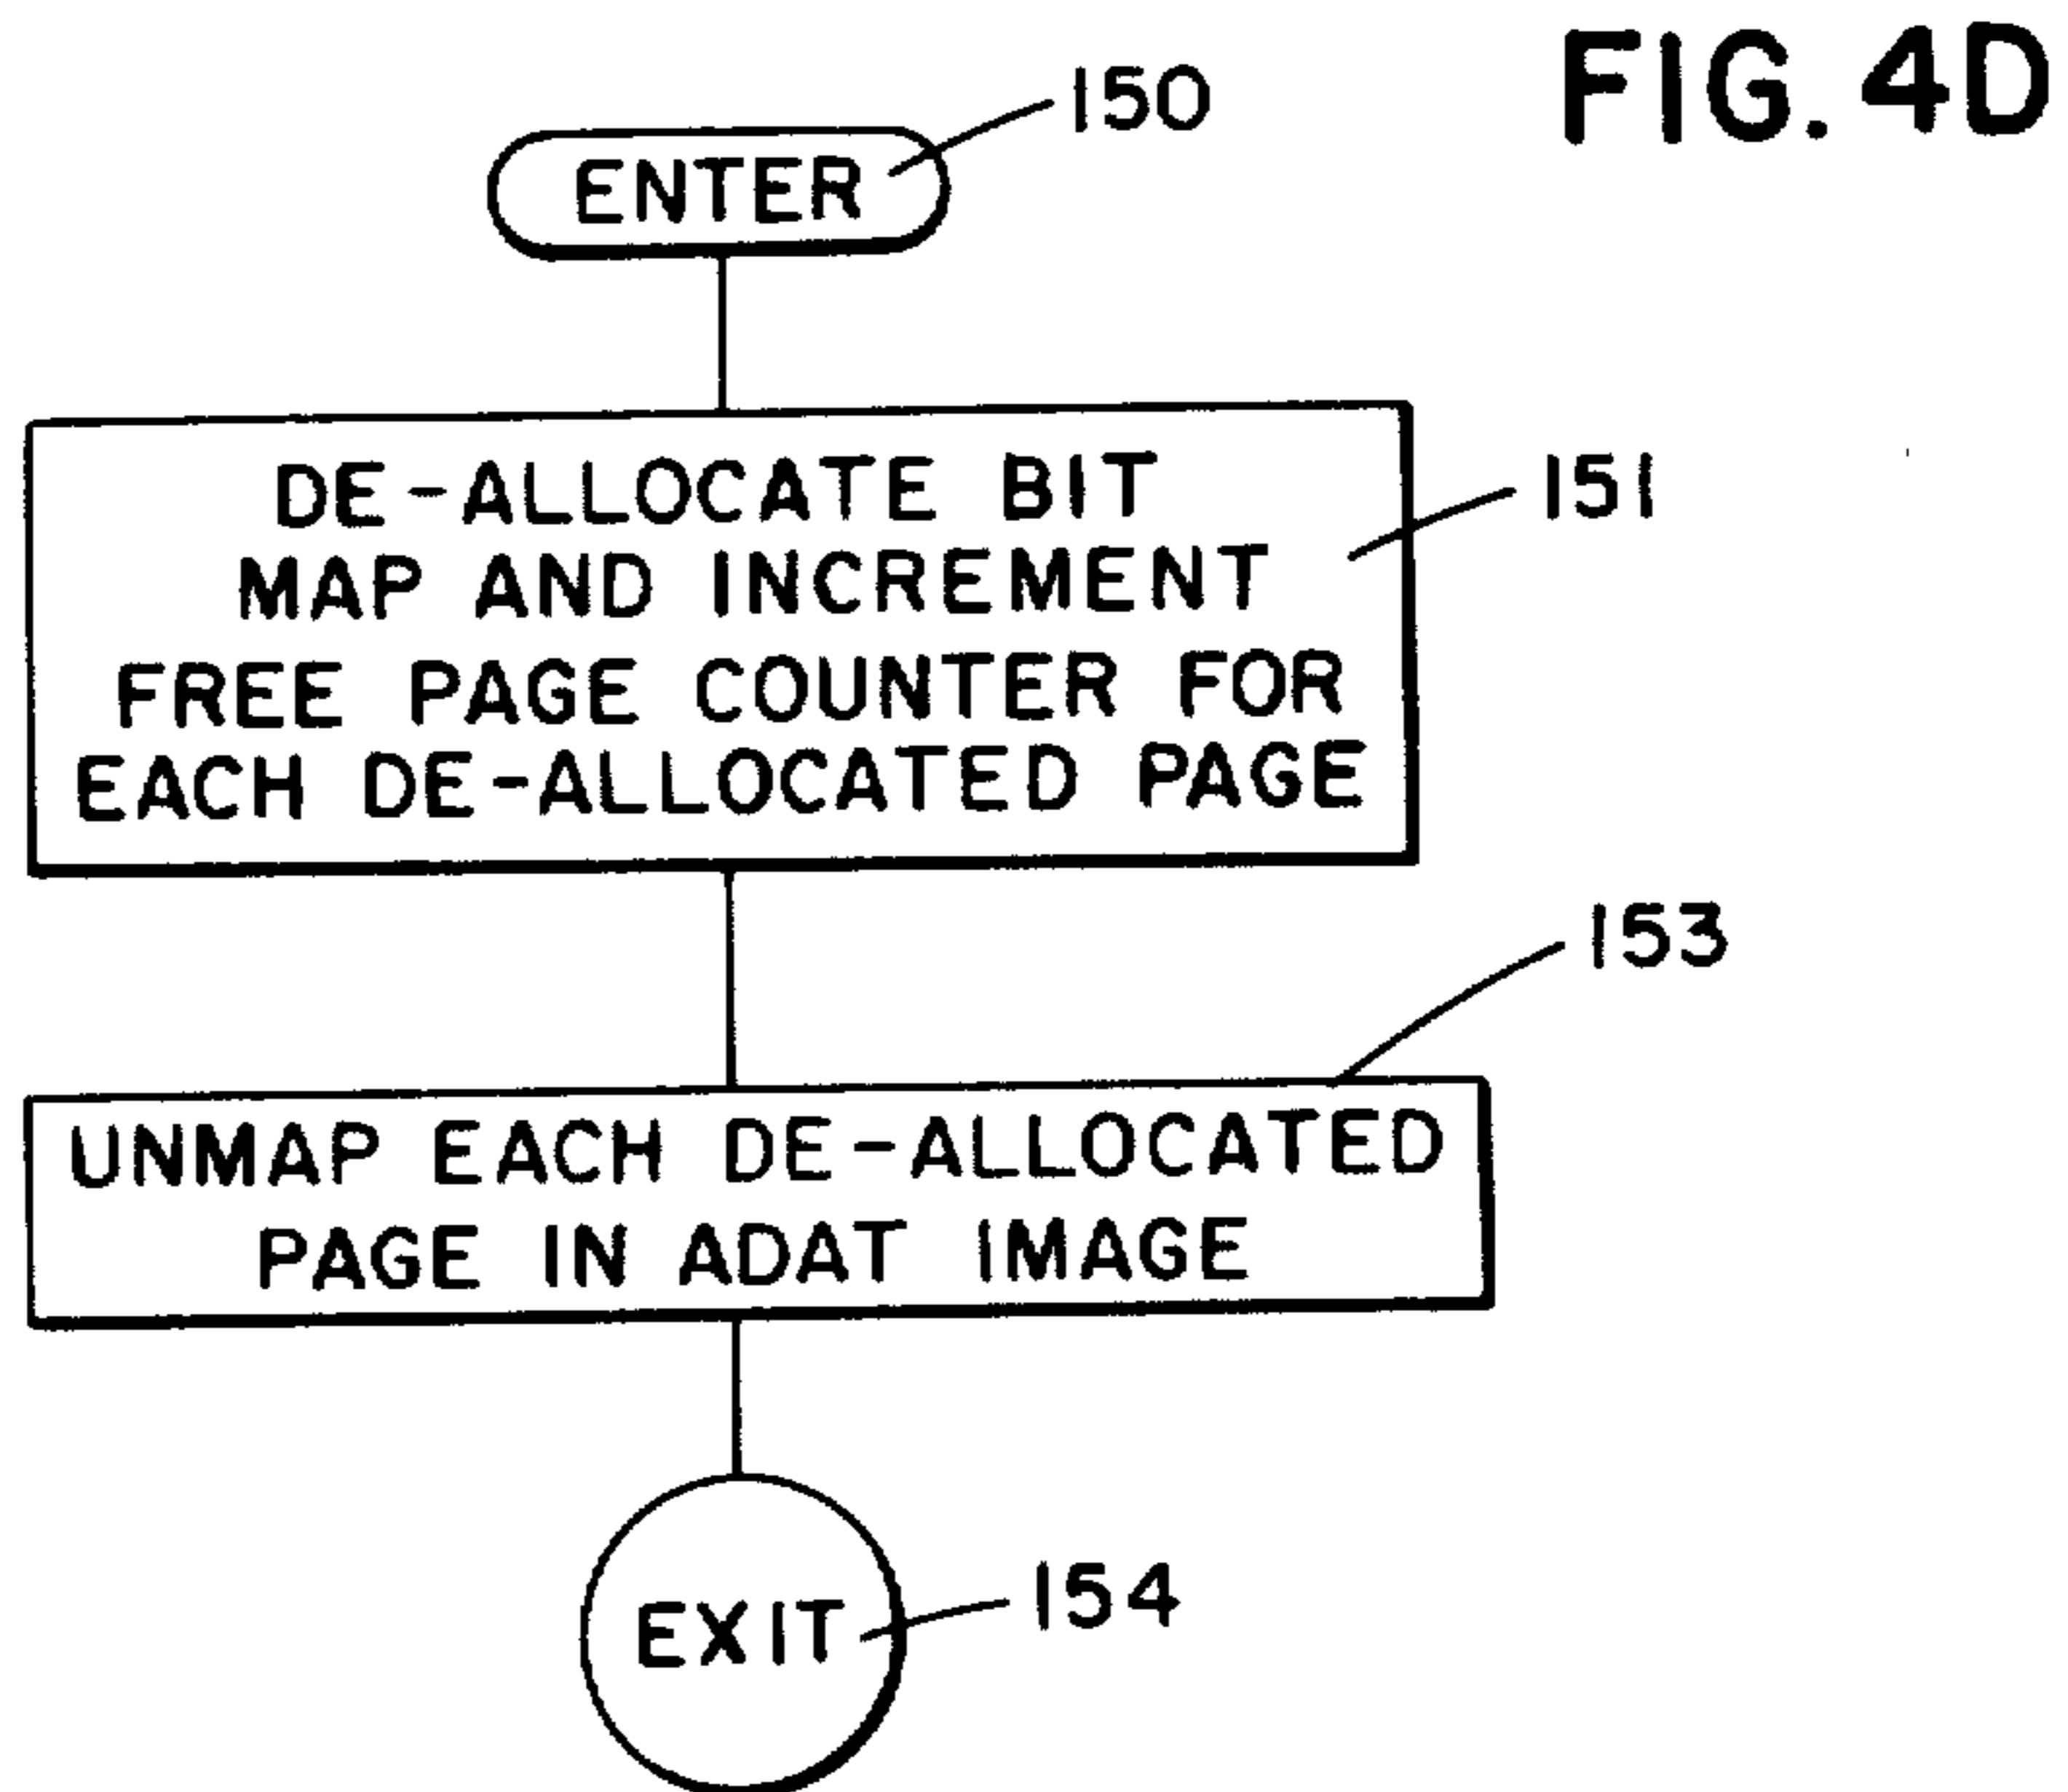 FIG. 4D
150
ENTER
DE-ALLOCATE BIT
MAP AND INCREMENT
FREE PAGE COUNTER FOR
EACH DE-ALLOCATED PAGE
151
153
UNMAP EACH DE-ALLOCATED
PAGE IN ADAT IMAGE
EXIT
154